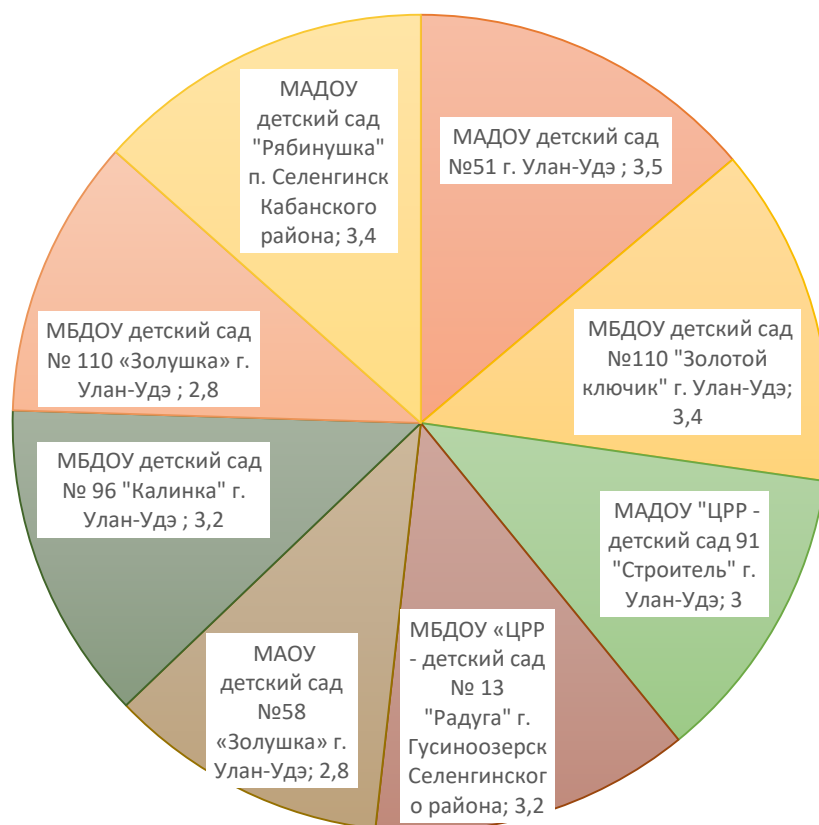 МАДОУ
детский сад
"Рябинушка"
п. Селенгинск
Кабанского
района; 3,4
МАДОУ детский сад
№51 г. Улан-Удэ ; 3,5
МБДОУ детский сад
№110 "Золотой
ключик" г. Улан-Удэ;
3,4
МАДОУ "ЦРР -
детский сад 91
"Строитель" г.
Улан-Удэ; 3
МБДОУ «ЦРР
- детский сад
№ 13
"Радуга" г.
Гусиноозерск
Селенгинског
о района; 3,2
МАОУ
детский сад
№58
«Золушка» г.
Улан-Удэ; 2,8
МБДОУ детский сад
№ 96 "Калинка" г.
Улан-Удэ ; 3,2
МБДОУ детский сад
№ 110 «Золушка» г.
Улан-Удэ ; 2,8